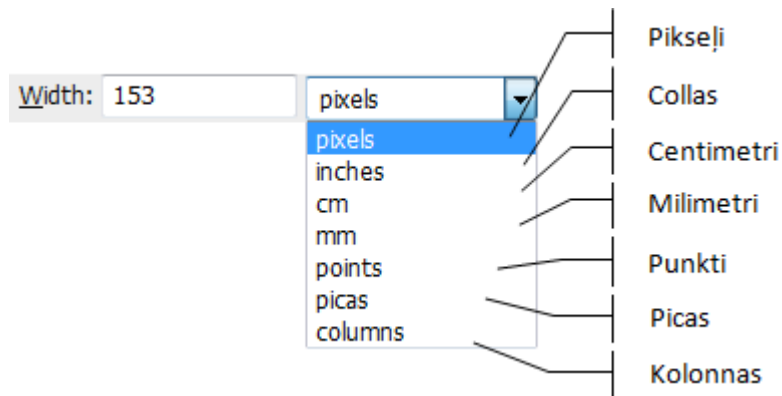 Width: 153 pixels
pixels
inches
cm
mm
points
picas
columns
Pikseļi
Collas
Centimetri
Milimetri
Punkti
Picas
Kolonnas